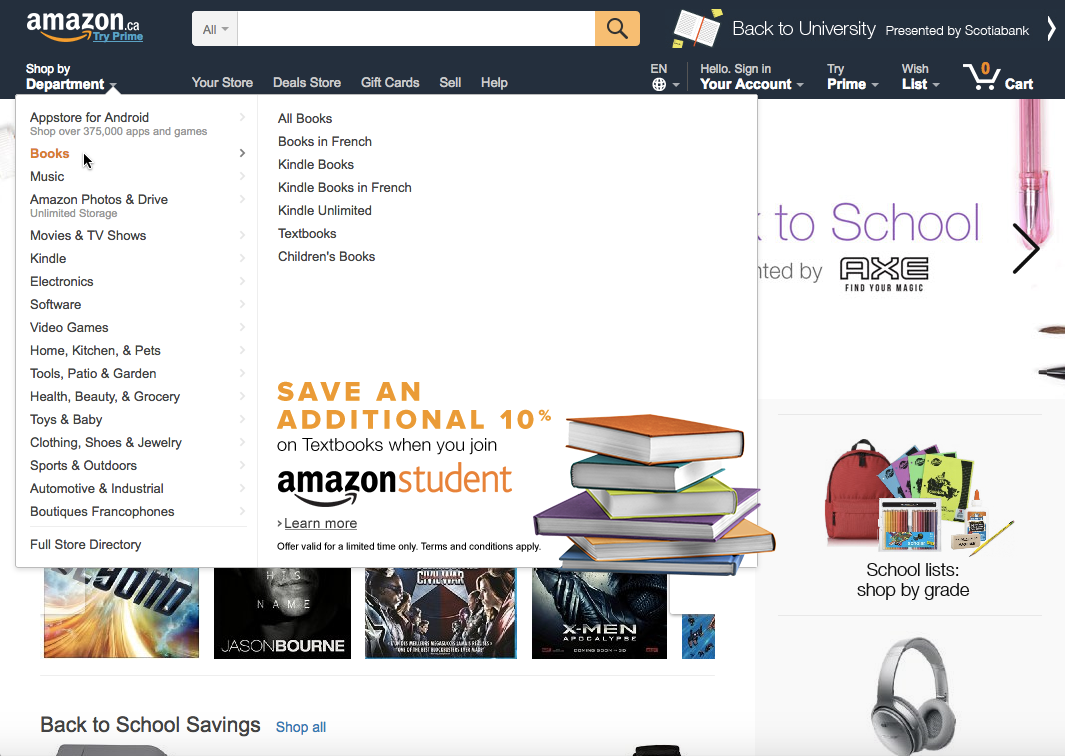 amazon.ca
Try Prime
All
Back to University Presented by Scotiabank
Shop by
Department
Your Store
Deals Store
Gift Cards
Sell
Help
EN
Hello. Sign in
Your Account
Try
Prime
Wish
List
0
Cart
Appstore for Android
Shop over 375,000 apps and games
Books
Music
Amazon Photos & Drive
Unlimited Storage
Movies & TV Shows
Kindle
Electronics
Software
Video Games
Home, Kitchen, & Pets
Tools, Patio & Garden
Health, Beauty, & Grocery
Toys & Baby
Clothing, Shoes & Jewelry
Sports & Outdoors
Automotive & Industrial
Boutiques Francophones
Full Store Directory
All Books
Books in French
Kindle Books
Kindle Books in French
Kindle Unlimited
Textbooks
Children's Books
SAVE AN
ADDITIONAL 10%
on Textbooks when you join
amazonstudent
Learn more
Offer valid for a limited time only. Terms and conditions apply.
to School
nted by AXE
FIND YOUR MAGIC
School lists:
shop by grade
BEYOND
HIS
NAME
JASON BOURNE
CIVIL WAR
X-MEN
APOCALYPSE
COMING SOON
Back to School Savings
Shop all